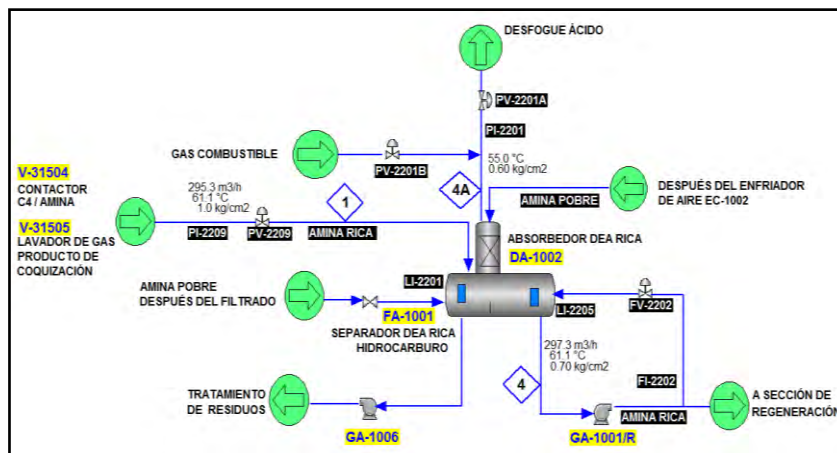 DESFOGUE ÁCIDO
PV-2201A
PI-2201
GAS COMBUSTIBLE
PV-2201B
55.0 °C
0.60 kg/cm2
4A
V-31504
CONTACTOR
C4 / AMINA
V-31505
LAVADOR DE GAS
PRODUCTO DE
COQUIZACIÓN
295.3 m3/h
61.1 °C
1.0 kg/cm2
PI-2209
PV-2209
1
AMINA RICA
AMINA POBRE
DESPUÉS DEL ENFRIADOR
DE AIRE EC-1002
ABSORBEDOR DEA RICA
DA-1002
LI-2201
AMINA POBRE
DESPUÉS DEL FILTRADO
FA-1001
SEPARADOR DEA RICA
HIDROCARBURO
LI-2205
FV-2202
297.3 m3/h
61.1 °C
0.70 kg/cm2
4
FI-2202
TRATAMIENTO
DE RESIDUOS
GA-1006
GA-1001/R
AMINA RICA
A SECCIÓN DE
REGENERACIÓN